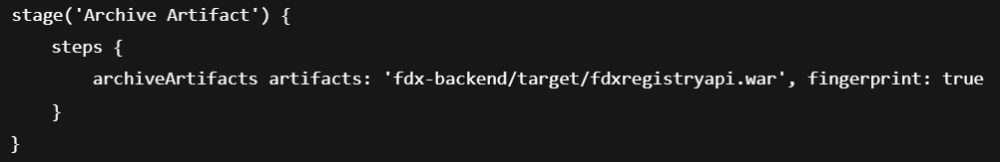 stage('Archive Artifact') {
    steps {
        archiveArtifacts artifacts: 'fdx-backend/target/fdxregistryapi.war', fingerprint: true
    }
}